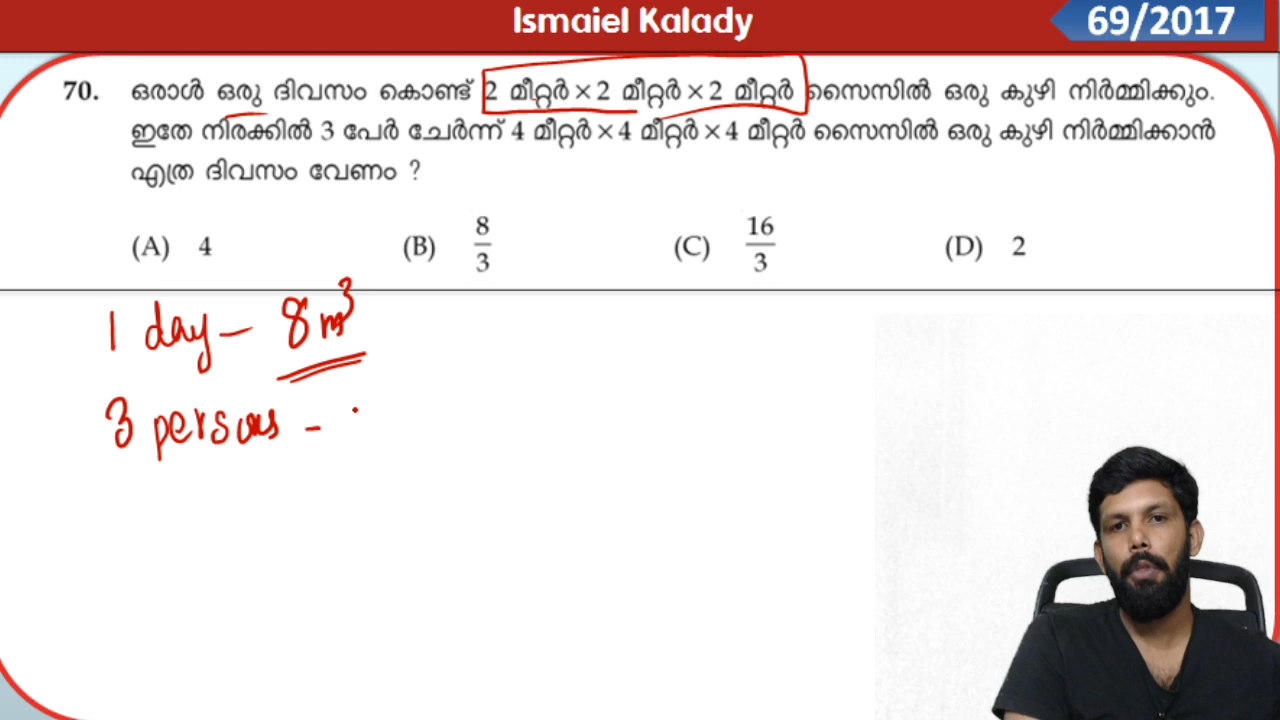 Ismaiel Kalady
69/2017
70. ഒരാൾ ഒരു ദിവസം കൊണ്ട് 2 മീറ്റർ × 2 മീറ്റർ × 2 മീറ്റർ സൈസിൽ ഒരു കുഴി നിർമ്മിക്കും.
ഇതേ നിരക്കിൽ 3 പേർ ചേർന്ന് 4 മീറ്റർ × 4 മീറ്റർ × 4 മീറ്റർ സൈസിൽ ഒരു കുഴി നിർമ്മിക്കാൻ
എത്ര ദിവസം വേണം ?
(A) 4 (B) 8/3 (C) 16/3 (D) 2
1 day – 8 m³
3 persons -